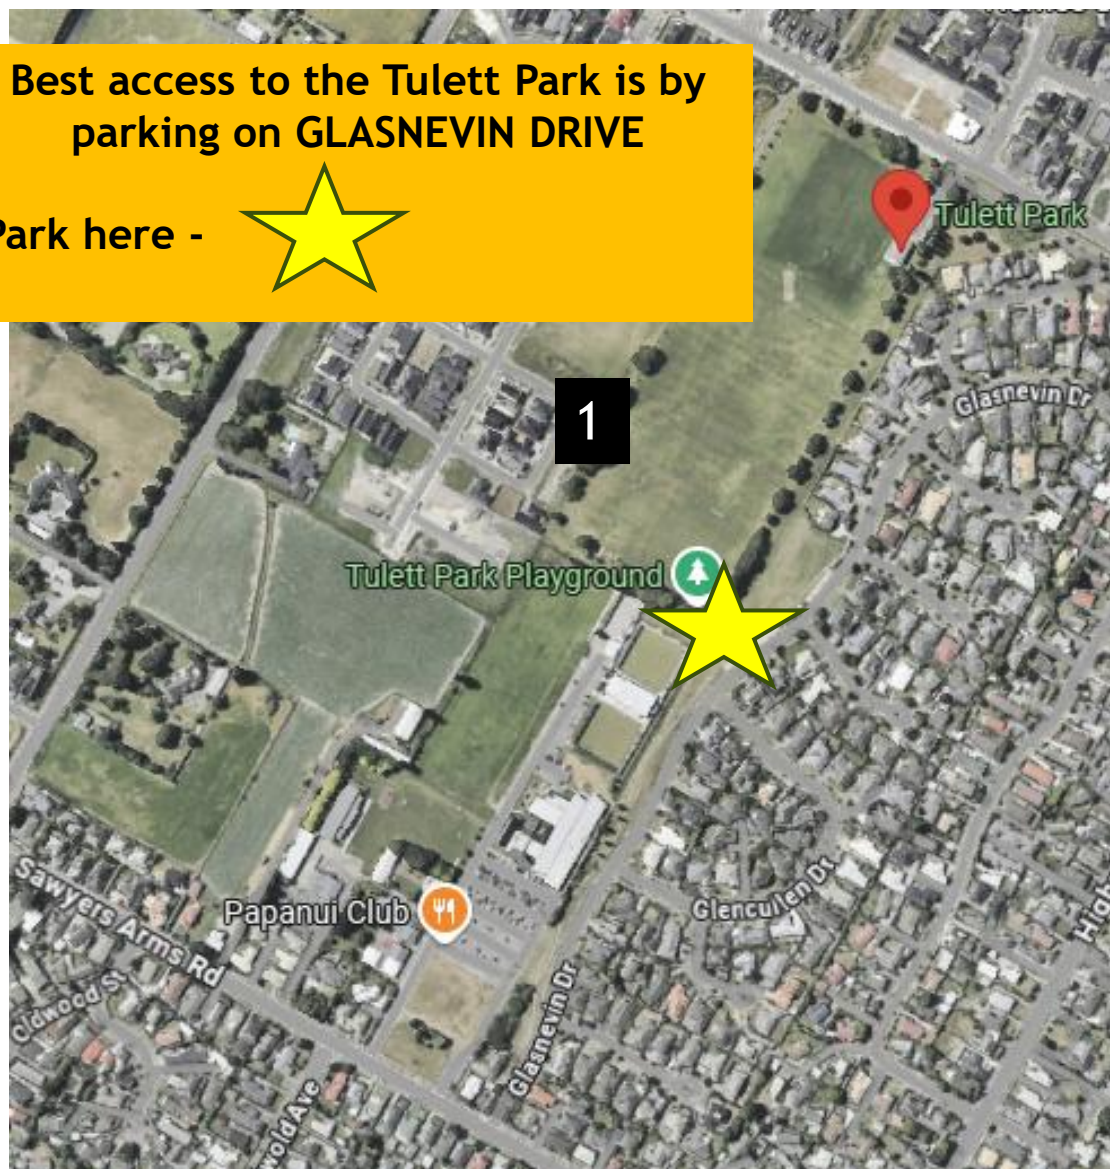 Best access to the Tulett Park is by
parking on GLASNEVIN DRIVE
Park here -
Tulett Park
1
Glasnevin Dr
Tulett Park Playground
Papanui Club
Glencullen Dr
Sawyers Arms Rd
Glasnevin Dr